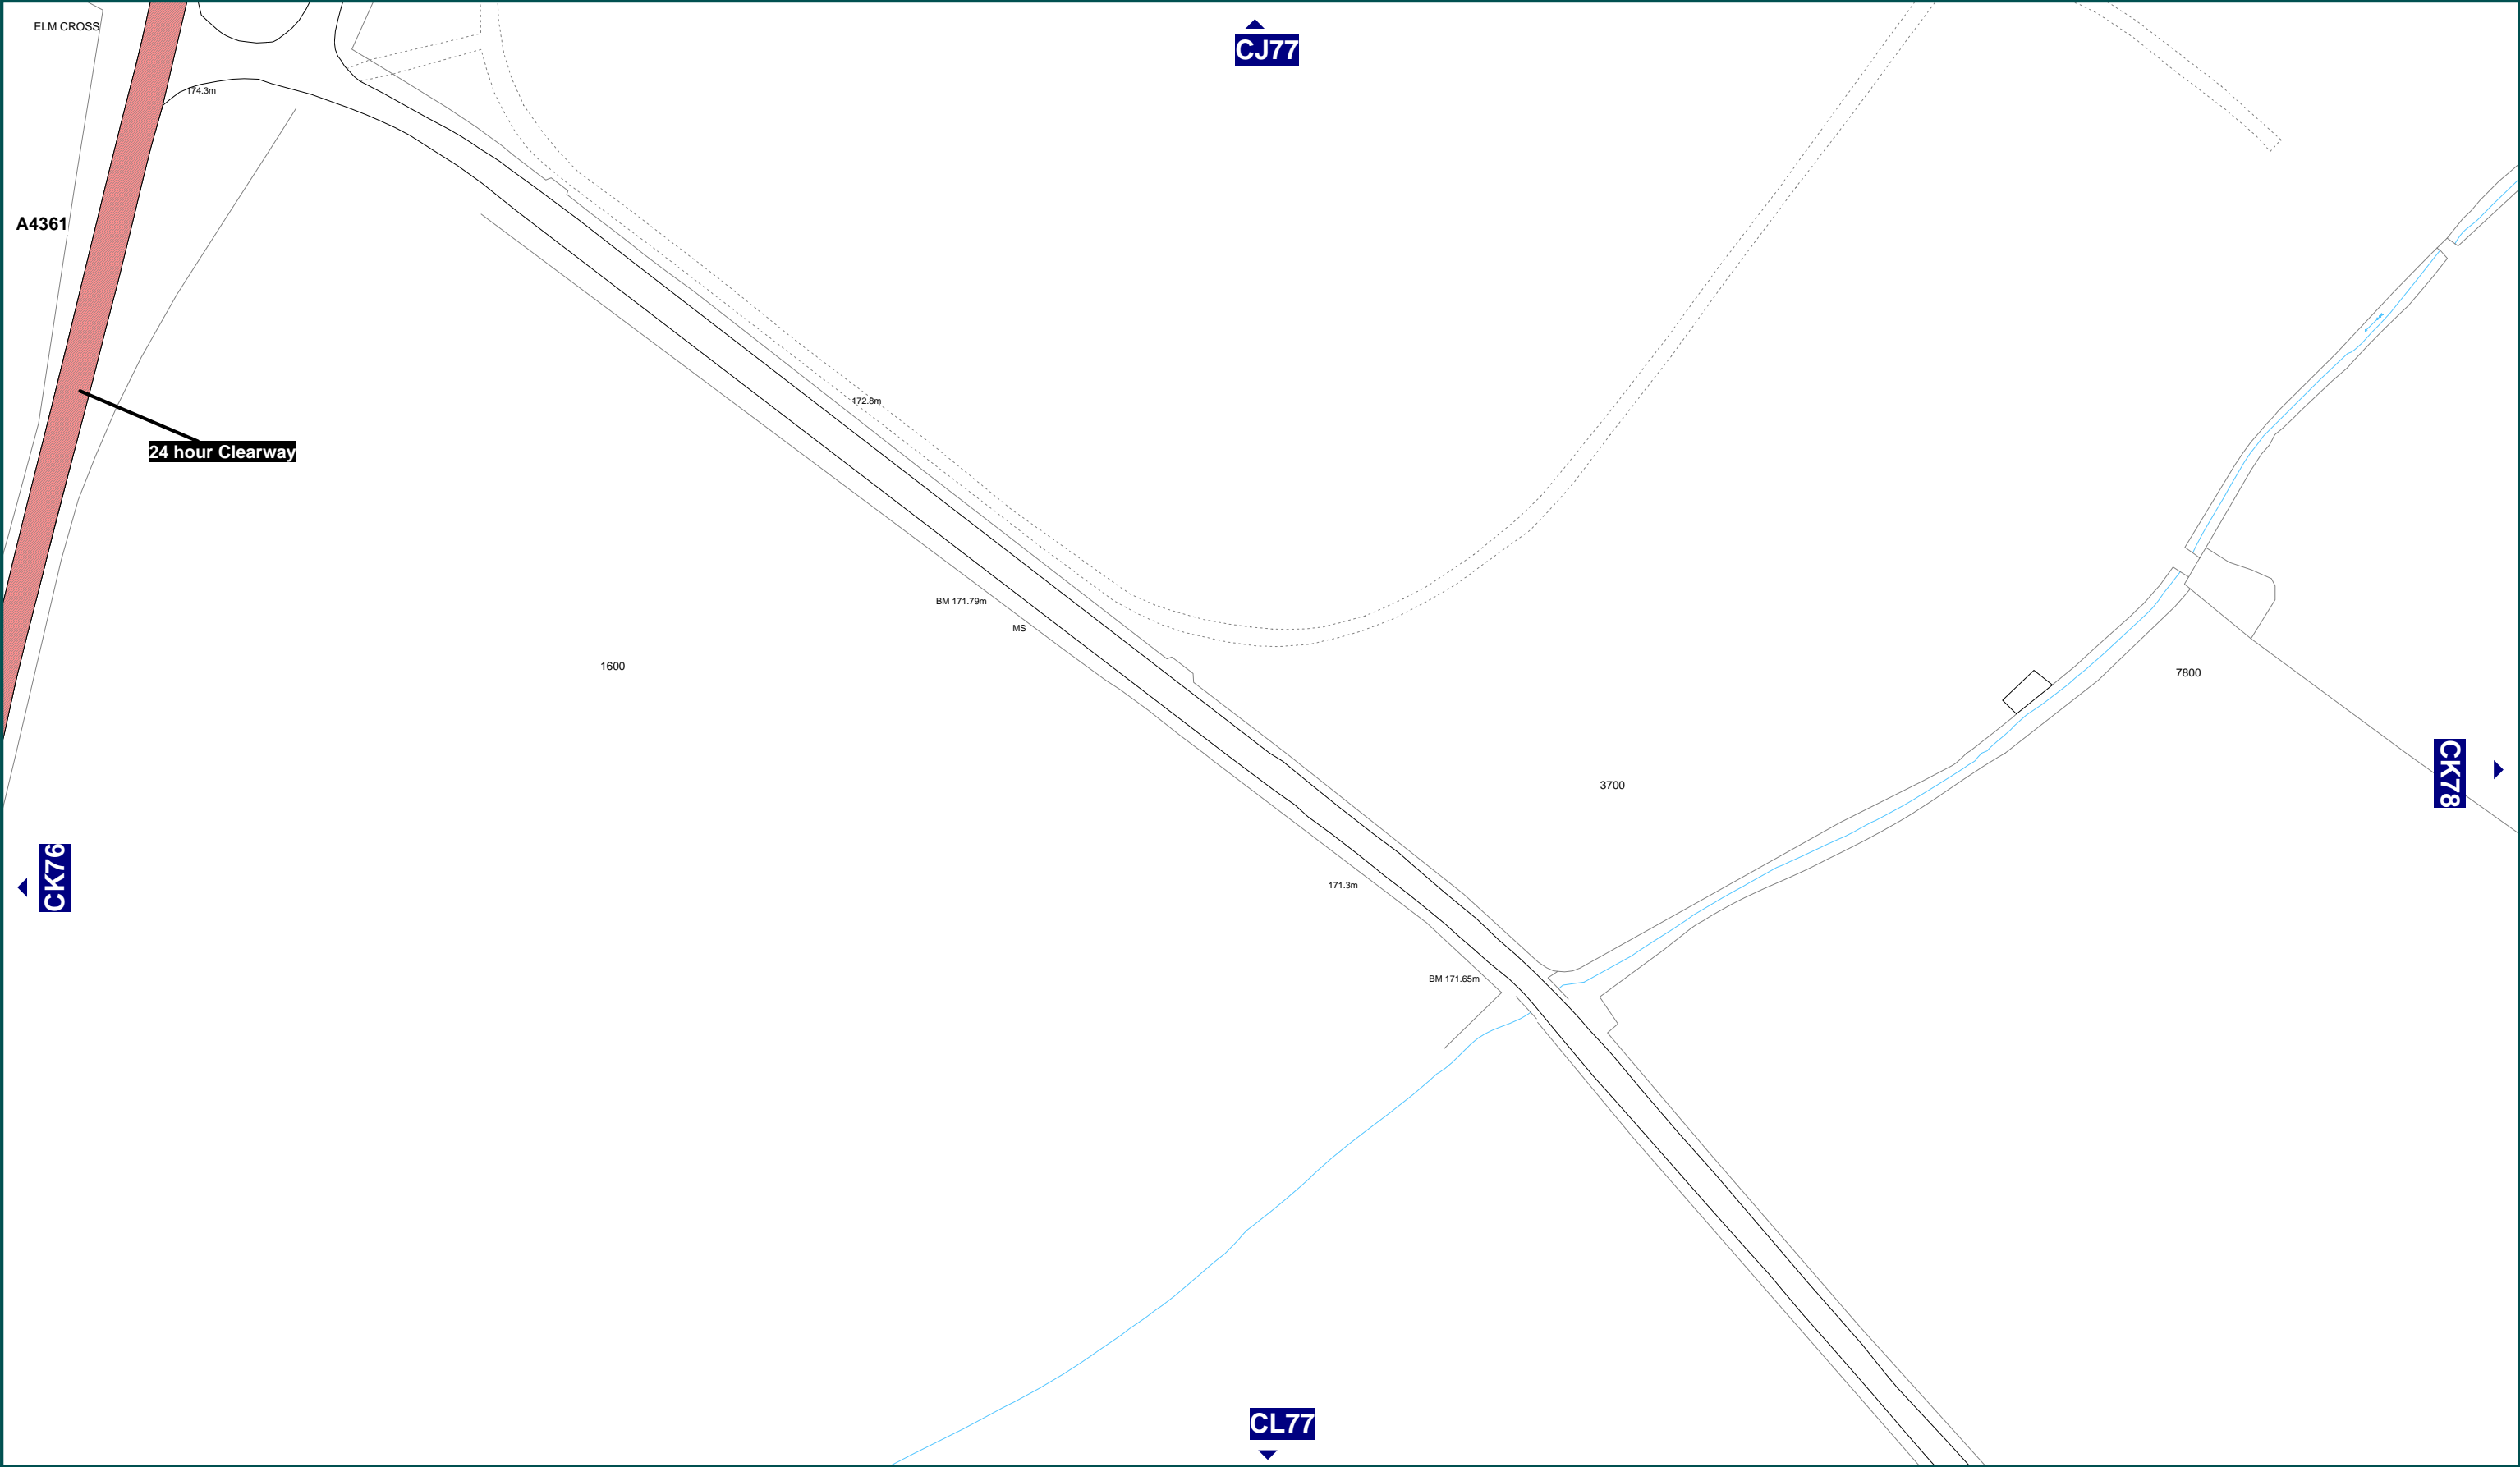 ELM CROSS
CJ77
174.3m
A4361
172.8m
24 hour Clearway
BM 171.79m
MS
1600
7800
CK78
3700
CK76
171.3m
BM 171.65m
CL77